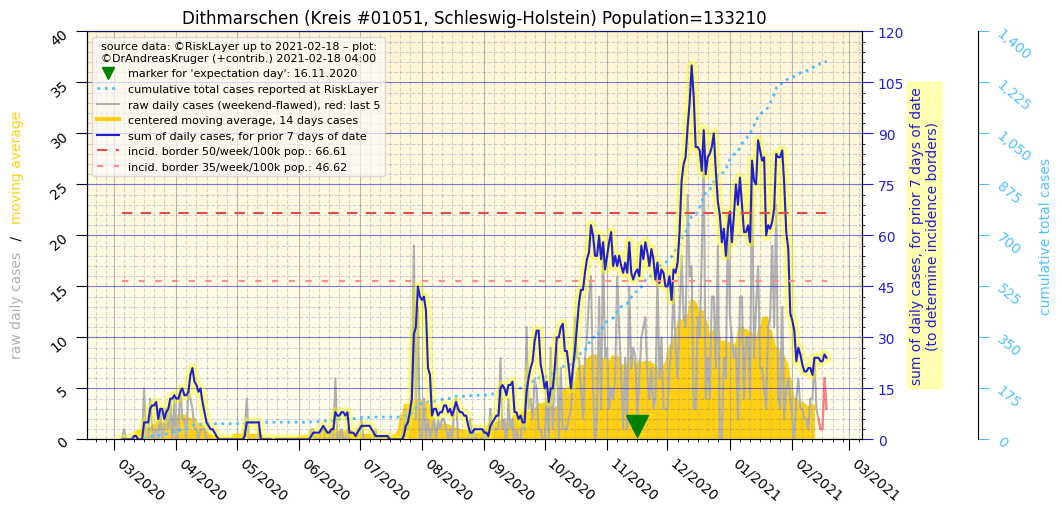 Dithmarschen (Kreis #01051, Schleswig-Holstein) Population=133210
source data: ©RiskLayer up to 2021-02-18 – plot:
©DrAndreasKruger (+contrib.) 2021-02-18 04:00
marker for 'expectation day': 16.11.2020
cumulative total cases reported at RiskLayer
raw daily cases (weekend-flawed), red: last 5
centered moving average, 14 days cases
sum of daily cases, for prior 7 days of date
incid. border 50/week/100k pop.: 66.61
incid. border 35/week/100k pop.: 46.62
raw daily cases / moving average
40
35
30
25
20
15
10
5
0
120
105
90
75
60
45
30
15
0
sum of daily cases, for prior 7 days of date
(to determine incidence borders)
1,400
1,225
1,050
875
700
525
350
175
0
cumulative total cases
03/2020
04/2020
05/2020
06/2020
07/2020
08/2020
09/2020
10/2020
11/2020
12/2020
01/2021
02/2021
03/2021